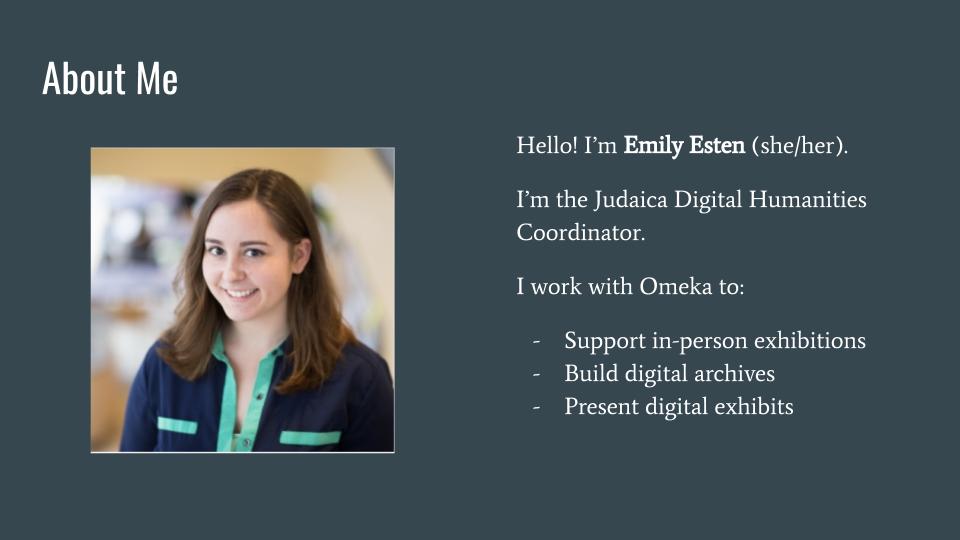 About Me
Hello! I’m Emily Esten (she/her).
I’m the Judaica Digital Humanities
Coordinator.
I work with Omeka to:
- Support in-person exhibitions
- Build digital archives
- Present digital exhibits